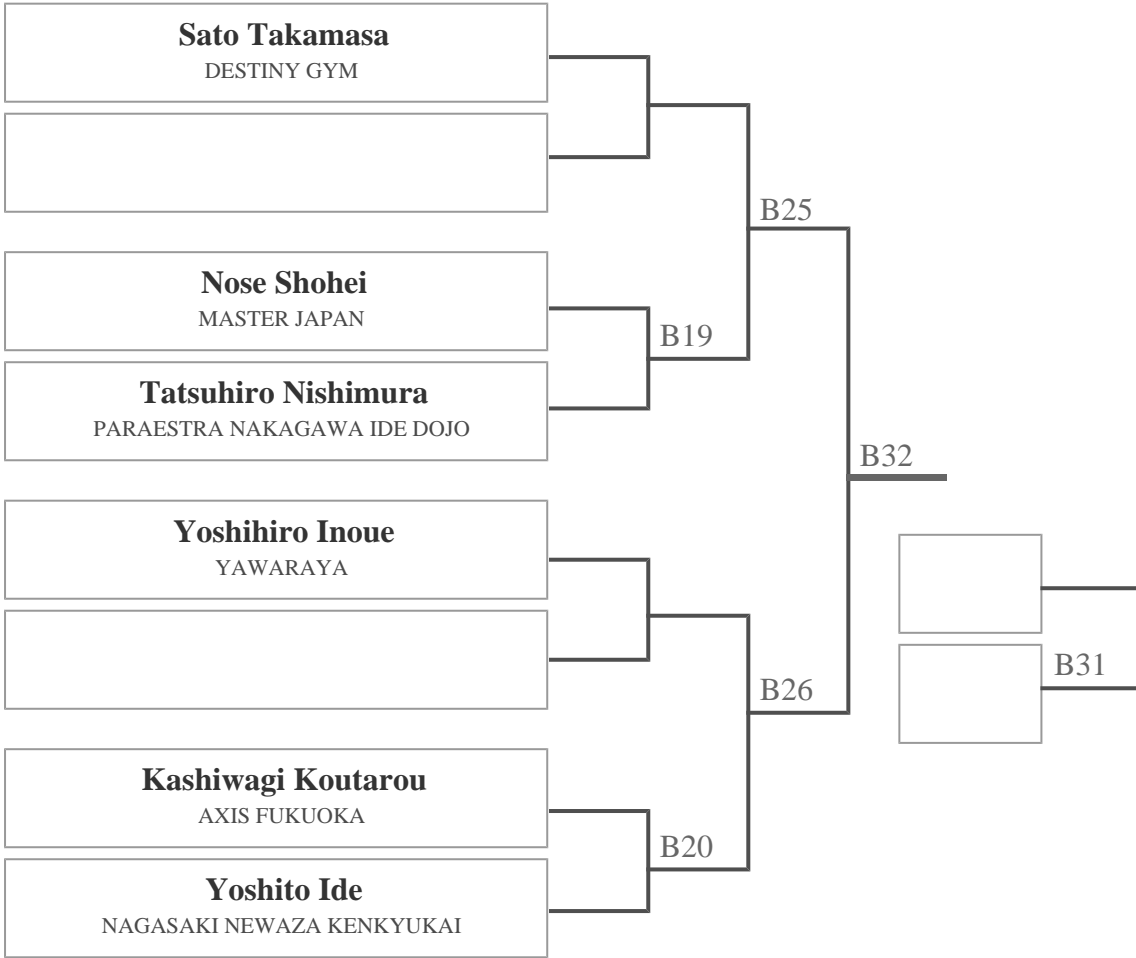 Sato Takamasa
DESTINY GYM
B25
Nose Shohei
MASTER JAPAN
B19
Tatsuhiro Nishimura
PARAESTRA NAKAGAWA IDE DOJO
B32
Yoshihiro Inoue
YAWARAYA
B31
B26
Kashiwagi Koutarou
AXIS FUKUOKA
B20
Yoshito Ide
NAGASAKI NEWAZA KENKYUKAI